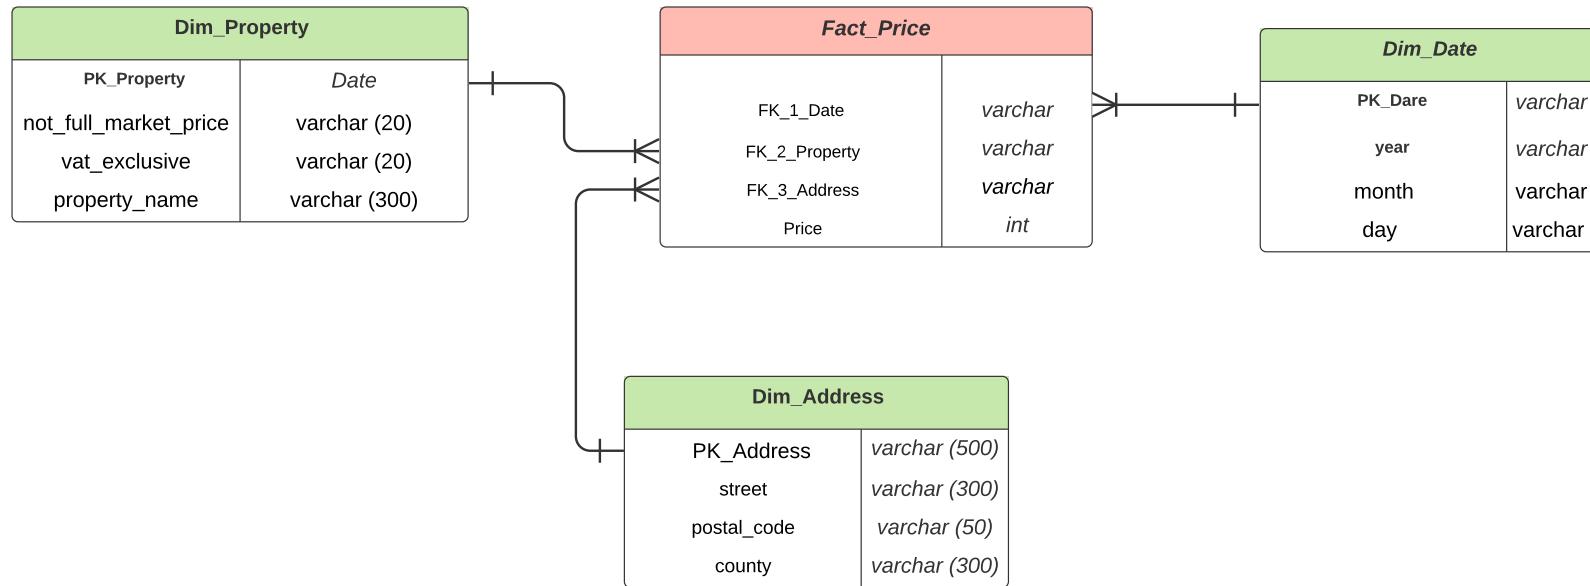 Dim_Property
PK_Property Date
not_full_market_price varchar (20)
vat_exclusive varchar (20)
property_name varchar (300)
Fact_Price
FK_1_Date varchar
FK_2_Property varchar
FK_3_Address varchar
Price int
Dim_Date
PK_Dare varchar
year varchar
month varchar
day varchar
Dim_Address
PK_Address varchar (500)
street varchar (300)
postal_code varchar (50)
county varchar (300)